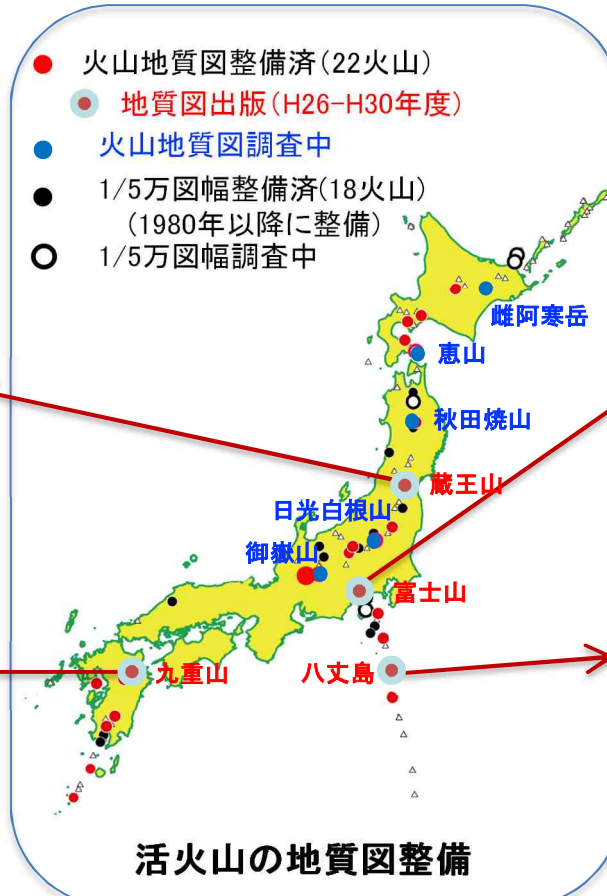 火山地質図整備済(22火山)
地質図出版(H26-H30年度)
火山地質図調査中
1/5万図幅整備済(18火山)
(1980年以降に整備)
1/5万図幅調査中
雌阿寒岳
恵山
秋田焼山
蔵王山
日光白根山
御嶽山
富士山
九重山
八丈島
活火山の地質図整備